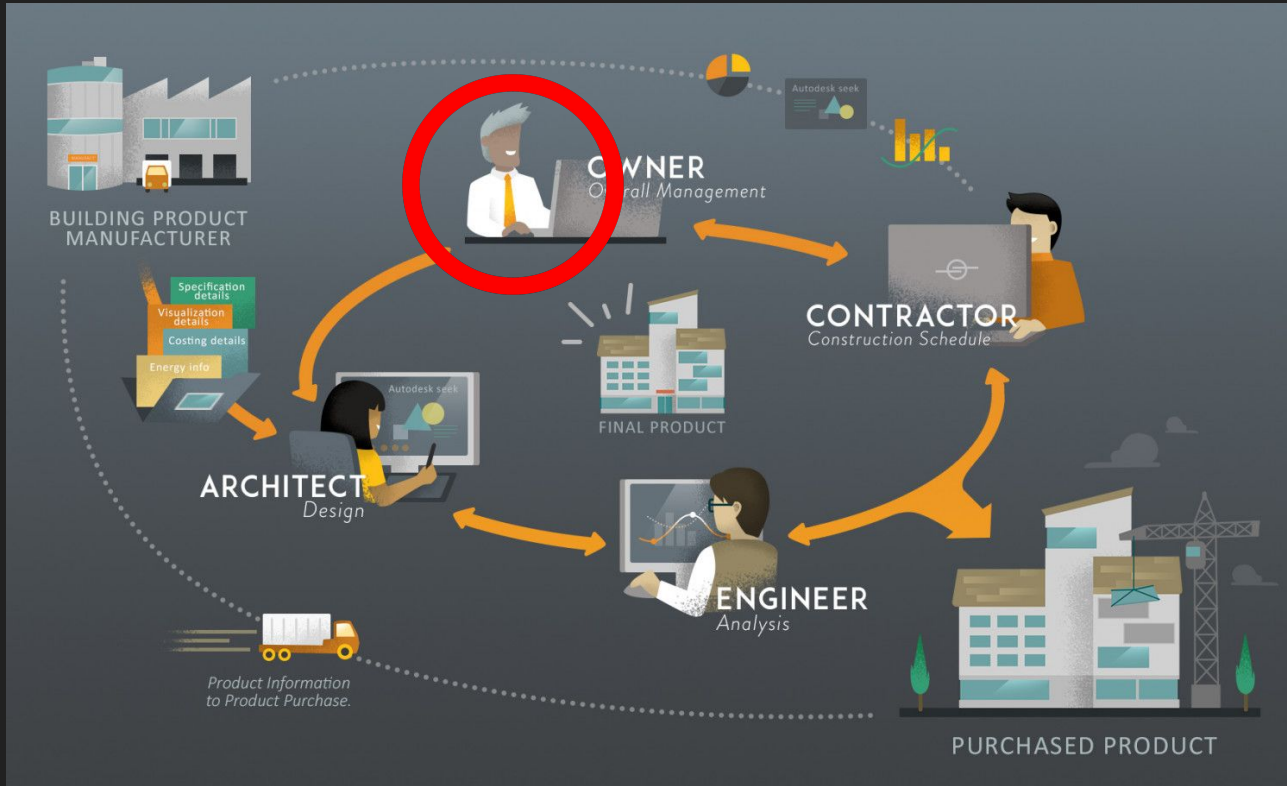 Autodesk seek
OWNER
Overall Management
BUILDING PRODUCT
MANUFACTURER
Specification
details
Visualization
details
Costing details
Energy info
CONTRACTOR
Construction Schedule
Autodesk seek
FINAL PRODUCT
ARCHITECT
Design
ENGINEER
Analysis
Product Information
to Product Purchase.
PURCHASED PRODUCT